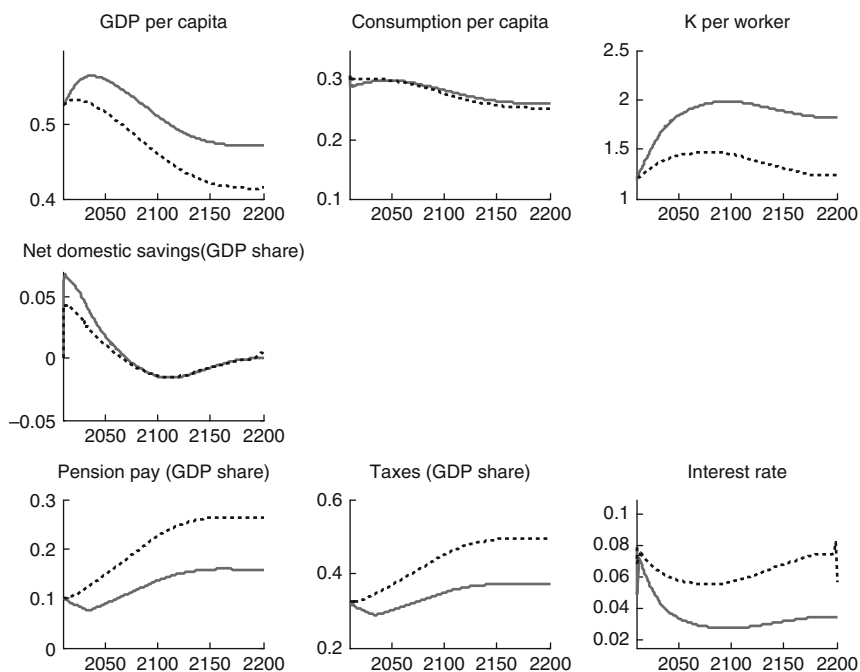 GDP per capita
0.5
0.4
2050 2100 2150 2200
Consumption per capita
0.3
0.2
0.1
2050 2100 2150 2200
K per worker
2.5
2
1.5
1
2050 2100 2150 2200
Net domestic savings(GDP share)
0.05
0
−0.05
2050 2100 2150 2200
Pension pay (GDP share)
0.3
0.2
0.1
0
2050 2100 2150 2200
Taxes (GDP share)
0.6
0.4
0.2
2050 2100 2150 2200
Interest rate
0.1
0.08
0.06
0.04
0.02
2050 2100 2150 2200